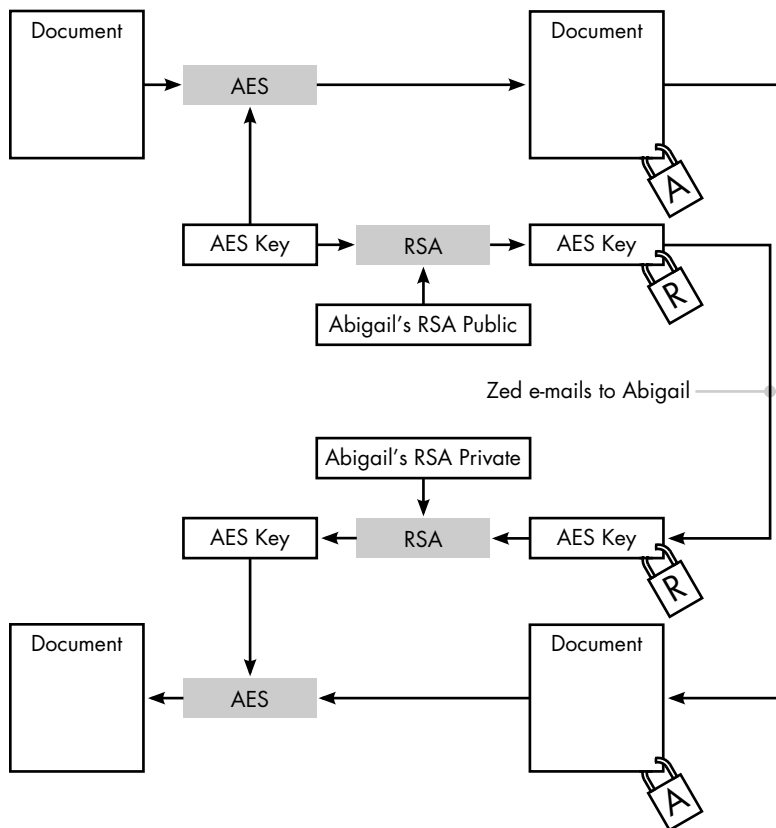 Document
Document
AES
A
AES Key
RSA
AES Key
R
Abigail's RSA Public
Zed e-mails to Abigail
Abigail's RSA Private
AES Key
RSA
AES Key
R
Document
Document
AES
A